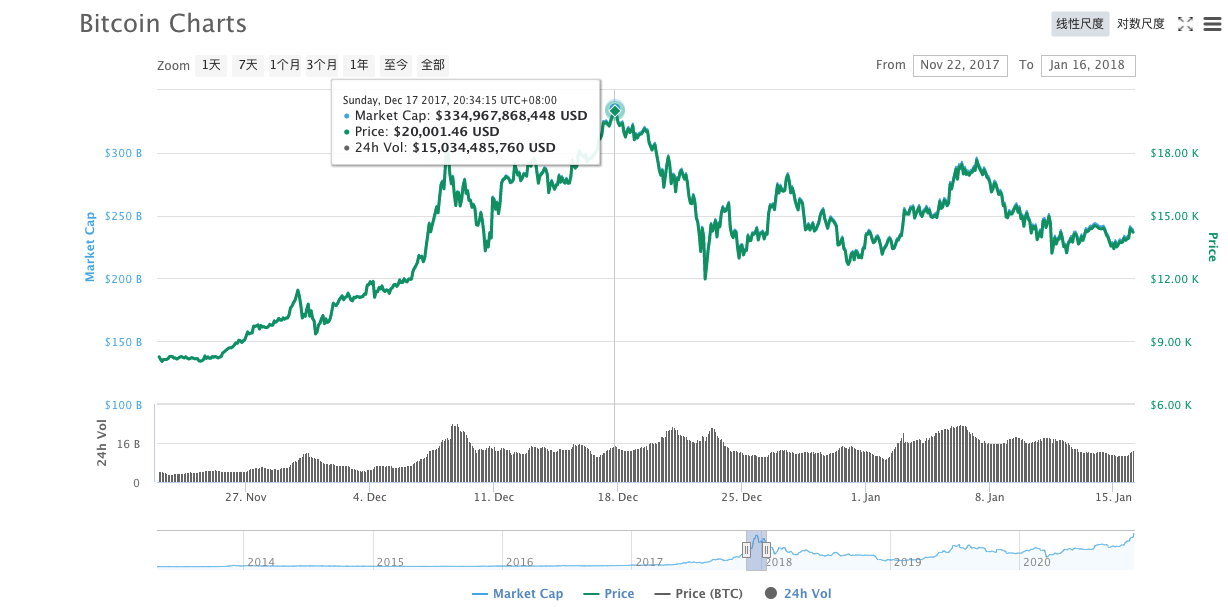 Bitcoin Charts
线性尺度 对数尺度
Zoom 1天 7天 1个月 3个月 1年 至今 全部
From Nov 22, 2017 To Jan 16, 2018
Sunday, Dec 17 2017, 20:34:15 UTC+08:00
Market Cap: $334,967,868,448 USD
Price: $20,001.46 USD
24h Vol: $15,034,485,760 USD
$300 B $18.00 K
$250 B $15.00 K
Market Cap
Price
$200 B $12.00 K
$150 B $9.00 K
$100 B $6.00 K
24h Vol
16 B
0
27. Nov 4. Dec 11. Dec 18. Dec 25. Dec 1. Jan 8. Jan 15. Jan
2014 2015 2016 2017 2018 2019 2020
Market Cap Price Price (BTC) 24h Vol